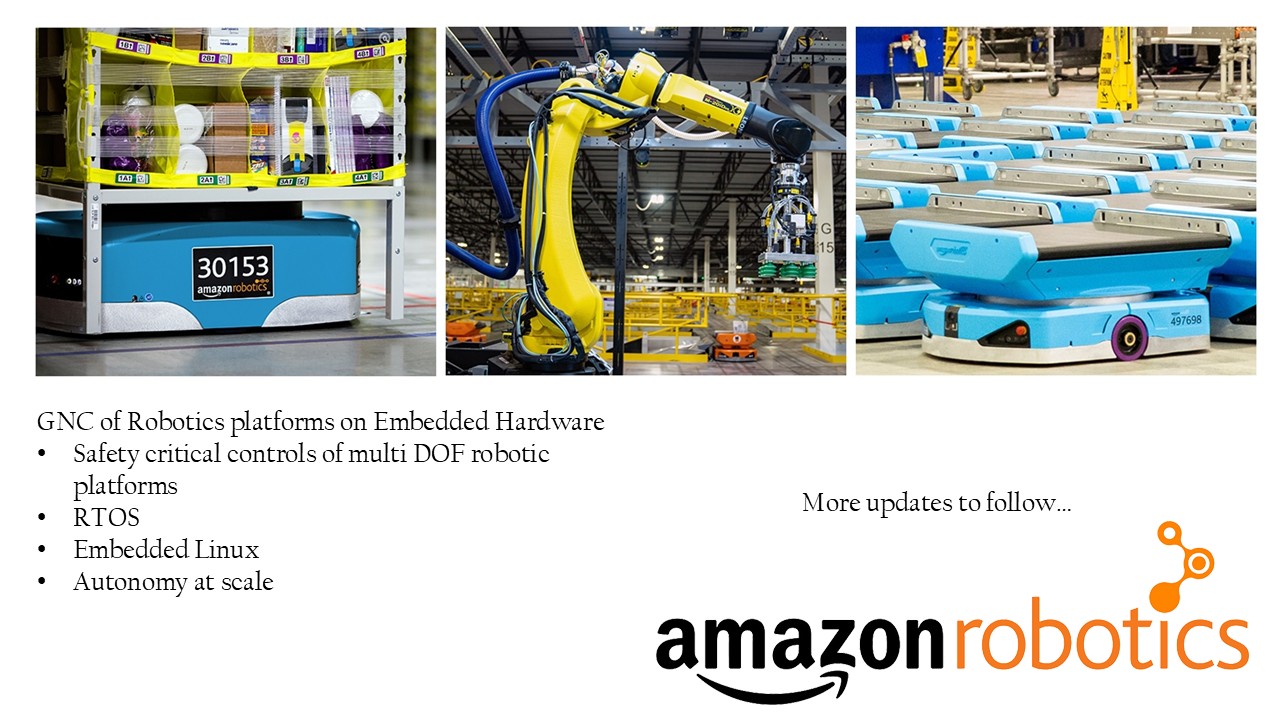 1B1
2B1
3B1
4B1
1A1
2A1
3A1
4A1
30153
amazonrobotics
G
15
497698
GNC of Robotics platforms on Embedded Hardware
• Safety critical controls of multi DOF robotic
platforms
• RTOS
• Embedded Linux
• Autonomy at scale
More updates to follow...
amazonrobotics